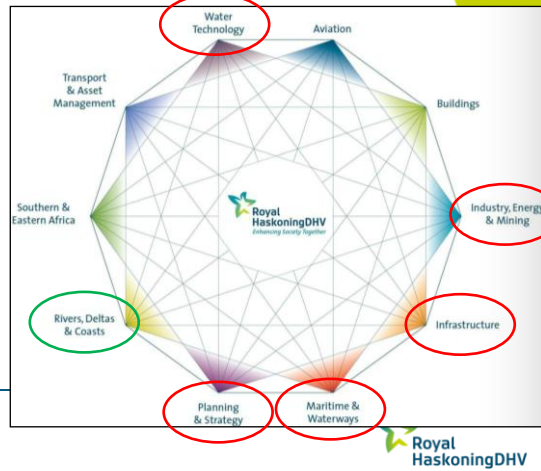 Water
Technology
Aviation
Transport
& Asset
Management
Buildings
Southern &
Eastern Africa
Royal
HaskoningDHV
Enhancing Society Together
Industry, Energy
& Mining
Rivers, Deltas
& Coasts
Infrastructure
Planning
& Strategy
Maritime &
Waterways
Royal
HaskoningDHV